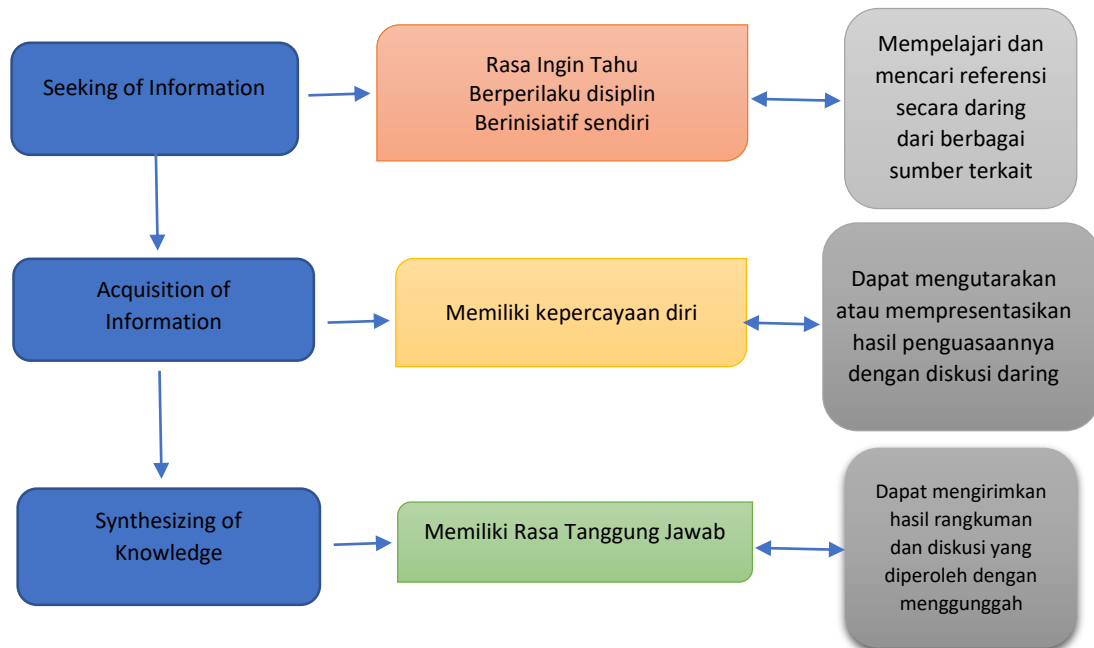 Seeking of Information
Rasa Ingin Tahu
Berperilaku disiplin
Berinisiatif sendiri
Mempelajari dan
mencari referensi
secara daring
dari berbagai
sumber terkait
Acquisition of
Information
Memiliki kepercayaan diri
Dapat mengutarakan
atau mempresentasikan
hasil penguasaannya
dengan diskusi daring
Synthesizing of
Knowledge
Memiliki Rasa Tanggung Jawab
Dapat mengirimkan
hasil rangkuman
dan diskusi yang
diperoleh dengan
menggunggah